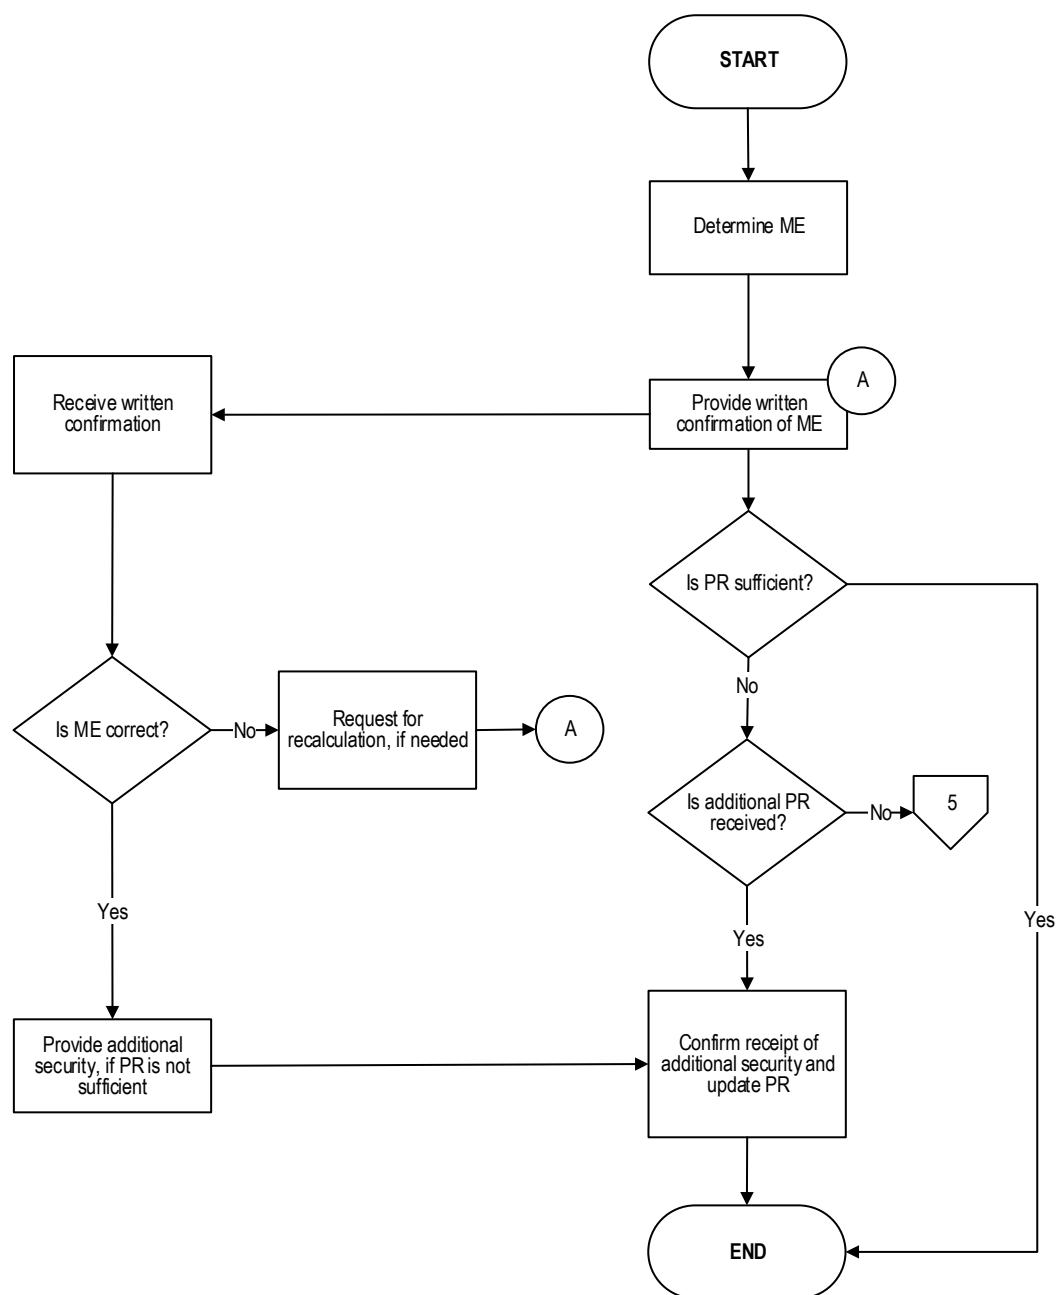 START
Determine ME
A
Provide written
confirmation of ME
Receive written
confirmation
Is PR sufficient?
No
Is ME correct?
No
Request for
recalculation, if needed
A
Is additional PR
received?
No
5
Yes
Yes
Yes
Provide additional
security, if PR is not
sufficient
Confirm receipt of
additional security and
update PR
END